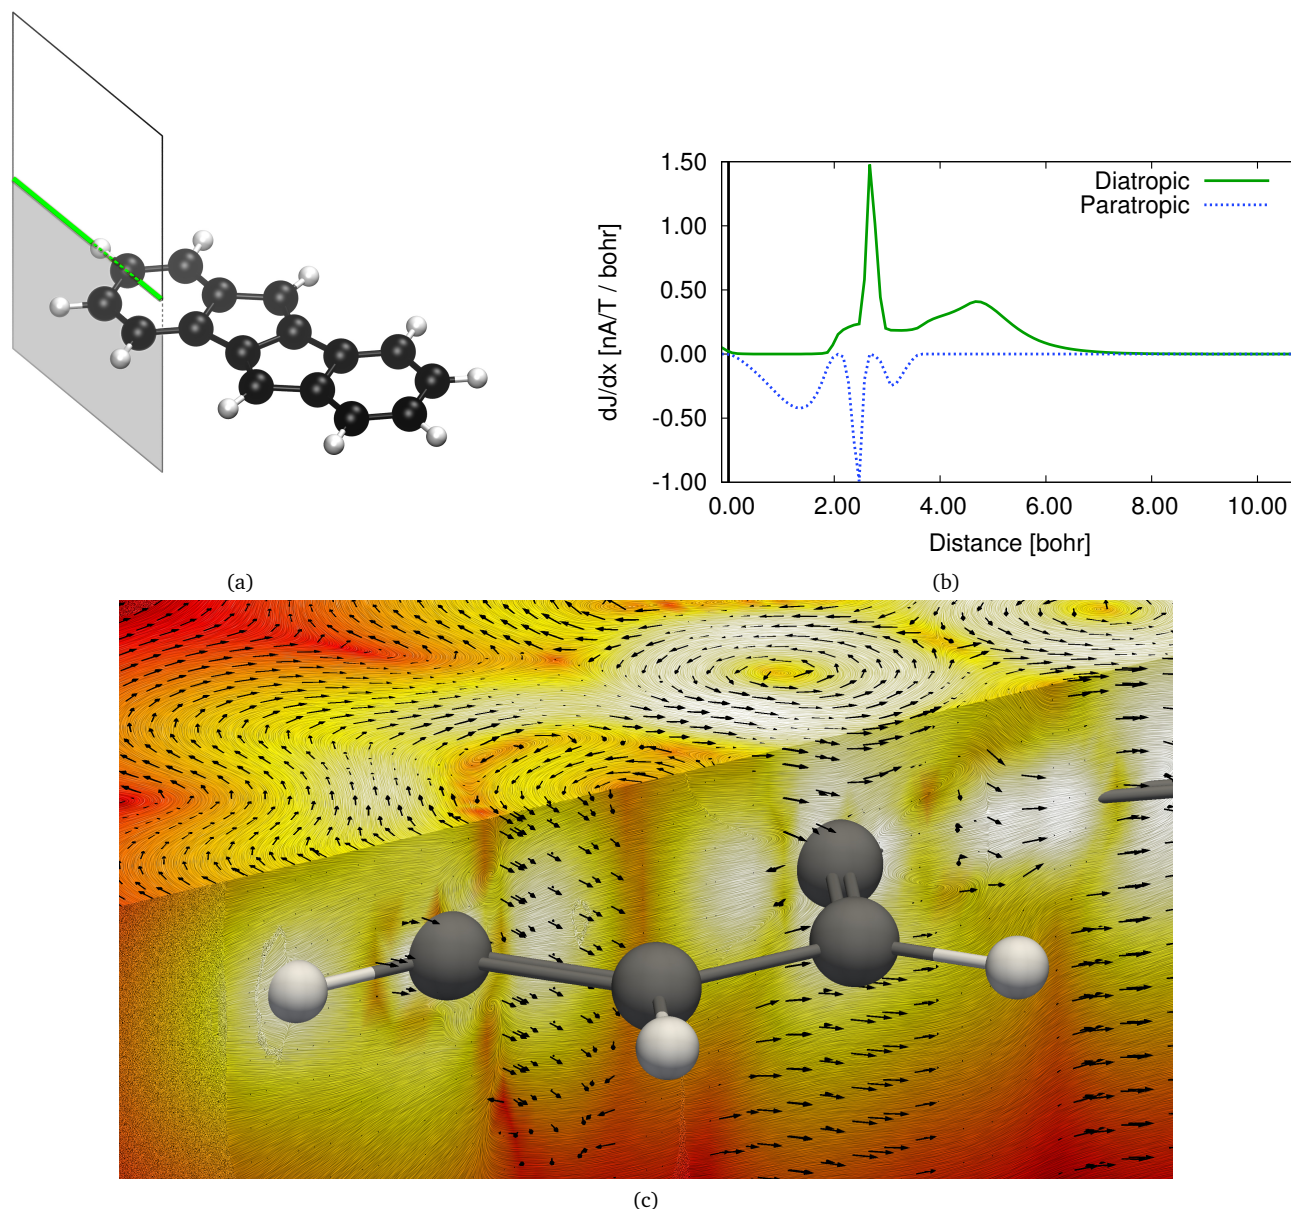 1.50
1.00
0.50
0.00
-0.50
-1.00
dJ/dx [nA/T / bohr]
Diatropic
Paratropic
0.00 2.00 4.00 6.00 8.00 10.00
Distance [bohr]
(a)
(b)
(c)